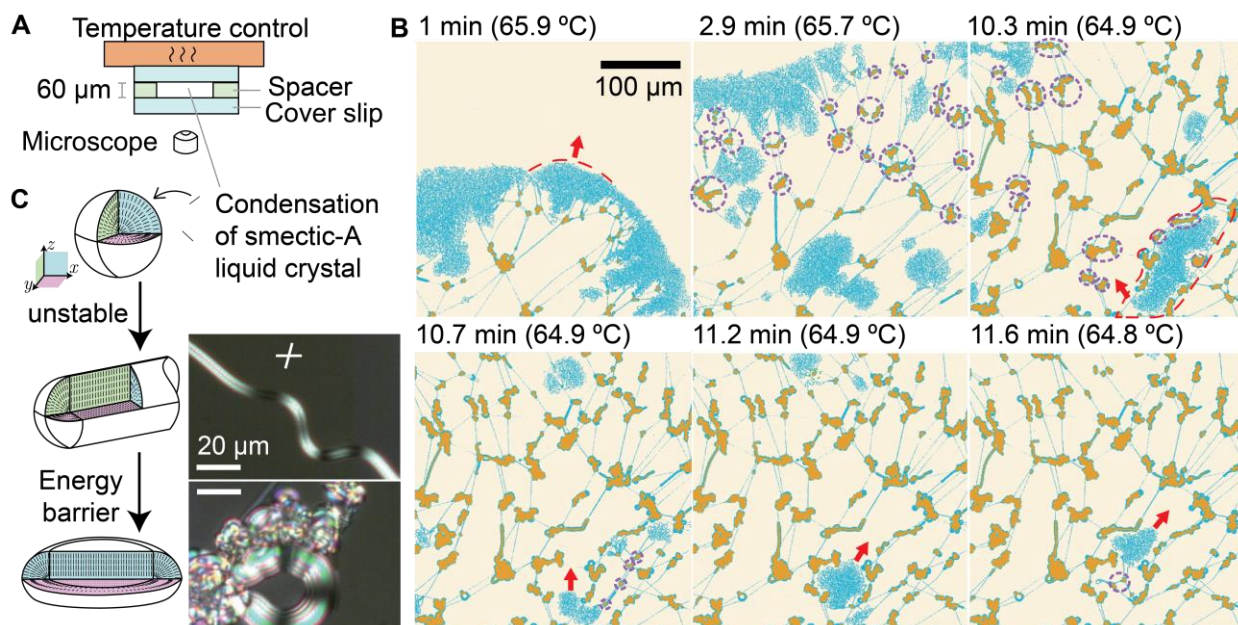 A
Temperature control
60 μm
Spacer
Cover slip
Microscope
C
Condensation
of smectic-A
liquid crystal
z
x
y
unstable
Energy
barrier
20 μm
B
1 min (65.9 ºC)
2.9 min (65.7 ºC)
10.3 min (64.9 ºC)
100 μm
10.7 min (64.9 ºC)
11.2 min (64.9 ºC)
11.6 min (64.8 ºC)